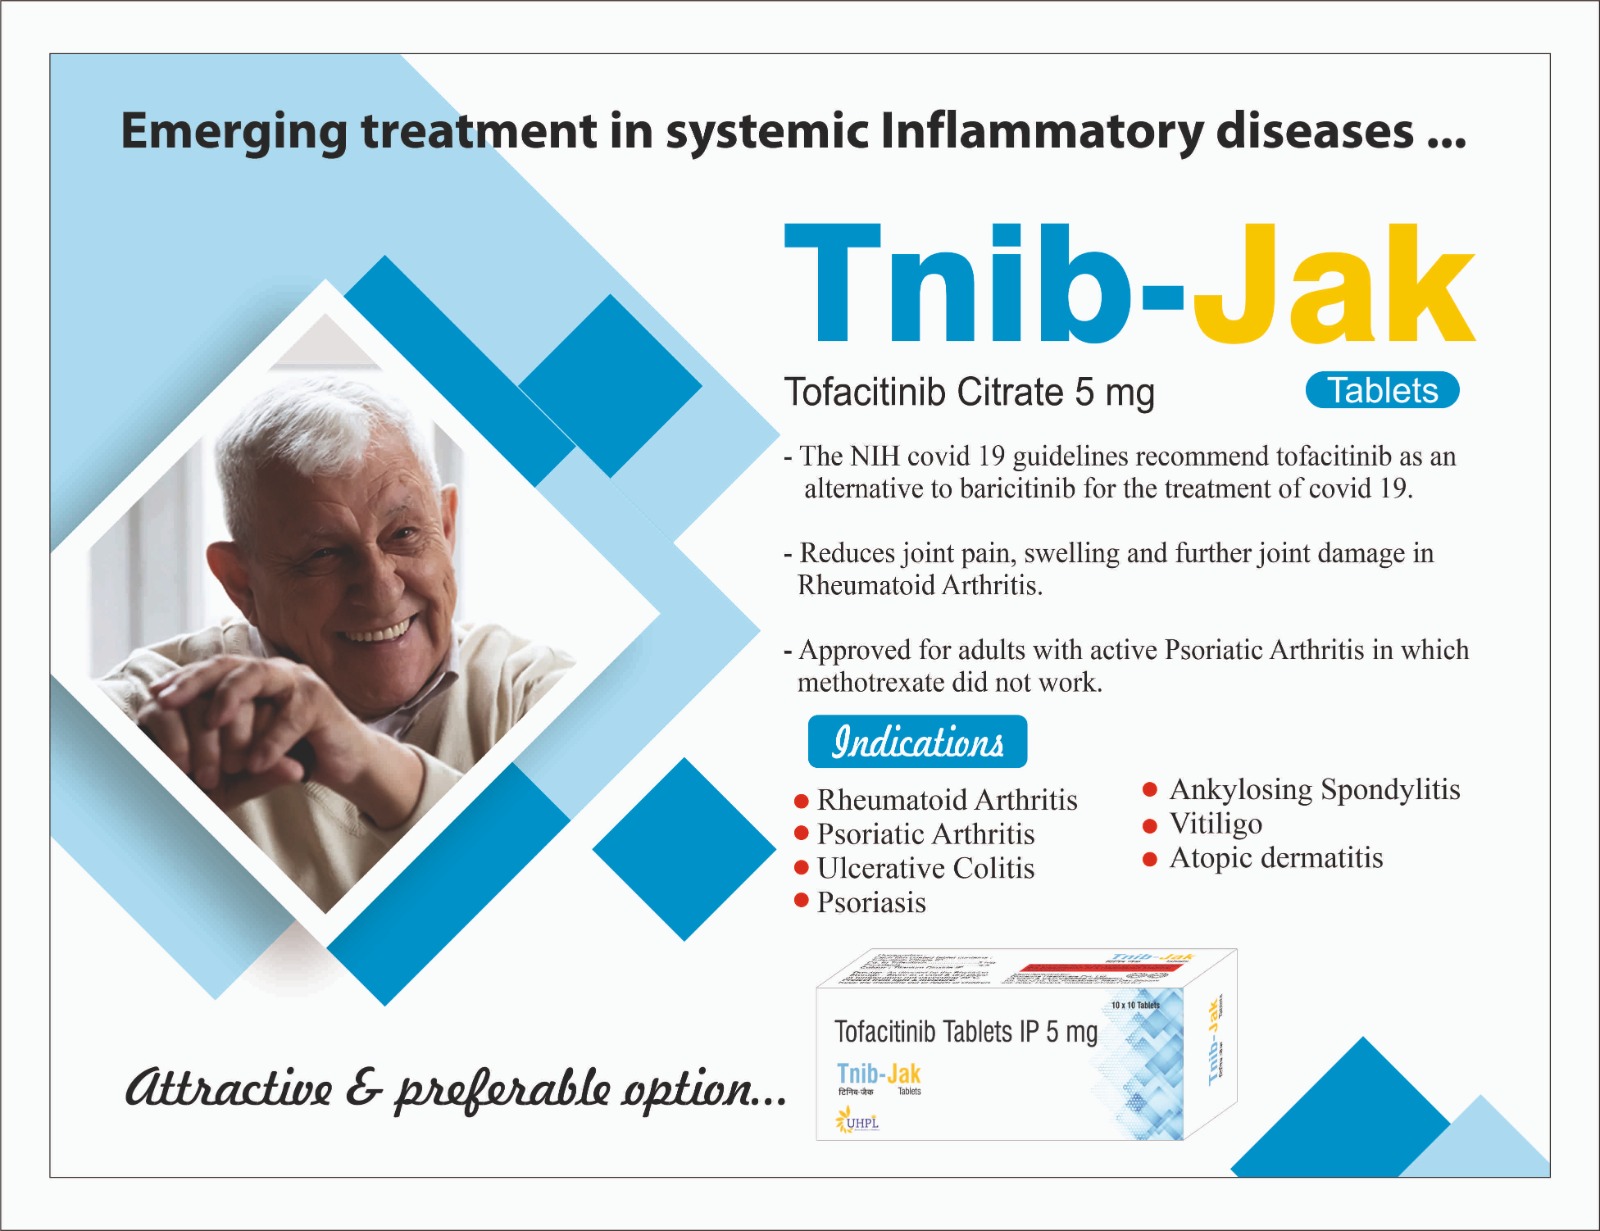 Emerging treatment in systemic Inflammatory diseases ...
Tnib-Jak
Tofacitinib Citrate 5 mg
Tablets
- The NIH covid 19 guidelines recommend tofacitinib as an
alternative to baricitinib for the treatment of covid 19.
- Reduces joint pain, swelling and further joint damage in
Rheumatoid Arthritis.
- Approved for adults with active Psoriatic Arthritis in which
methotrexate did not work.
Indications
Rheumatoid Arthritis
Psoriatic Arthritis
Ulcerative Colitis
Psoriasis
Ankylosing Spondylitis
Vitiligo
Atopic dermatitis
Tnib-Jak
Tablets
10 x 10 Tablets
Tofacitinib Tablets IP 5 mg
Tnib-Jak
टिनिब-जैक Tablets
UHPL
Tnib-Jak
Tablets
Attractive & preferable option...